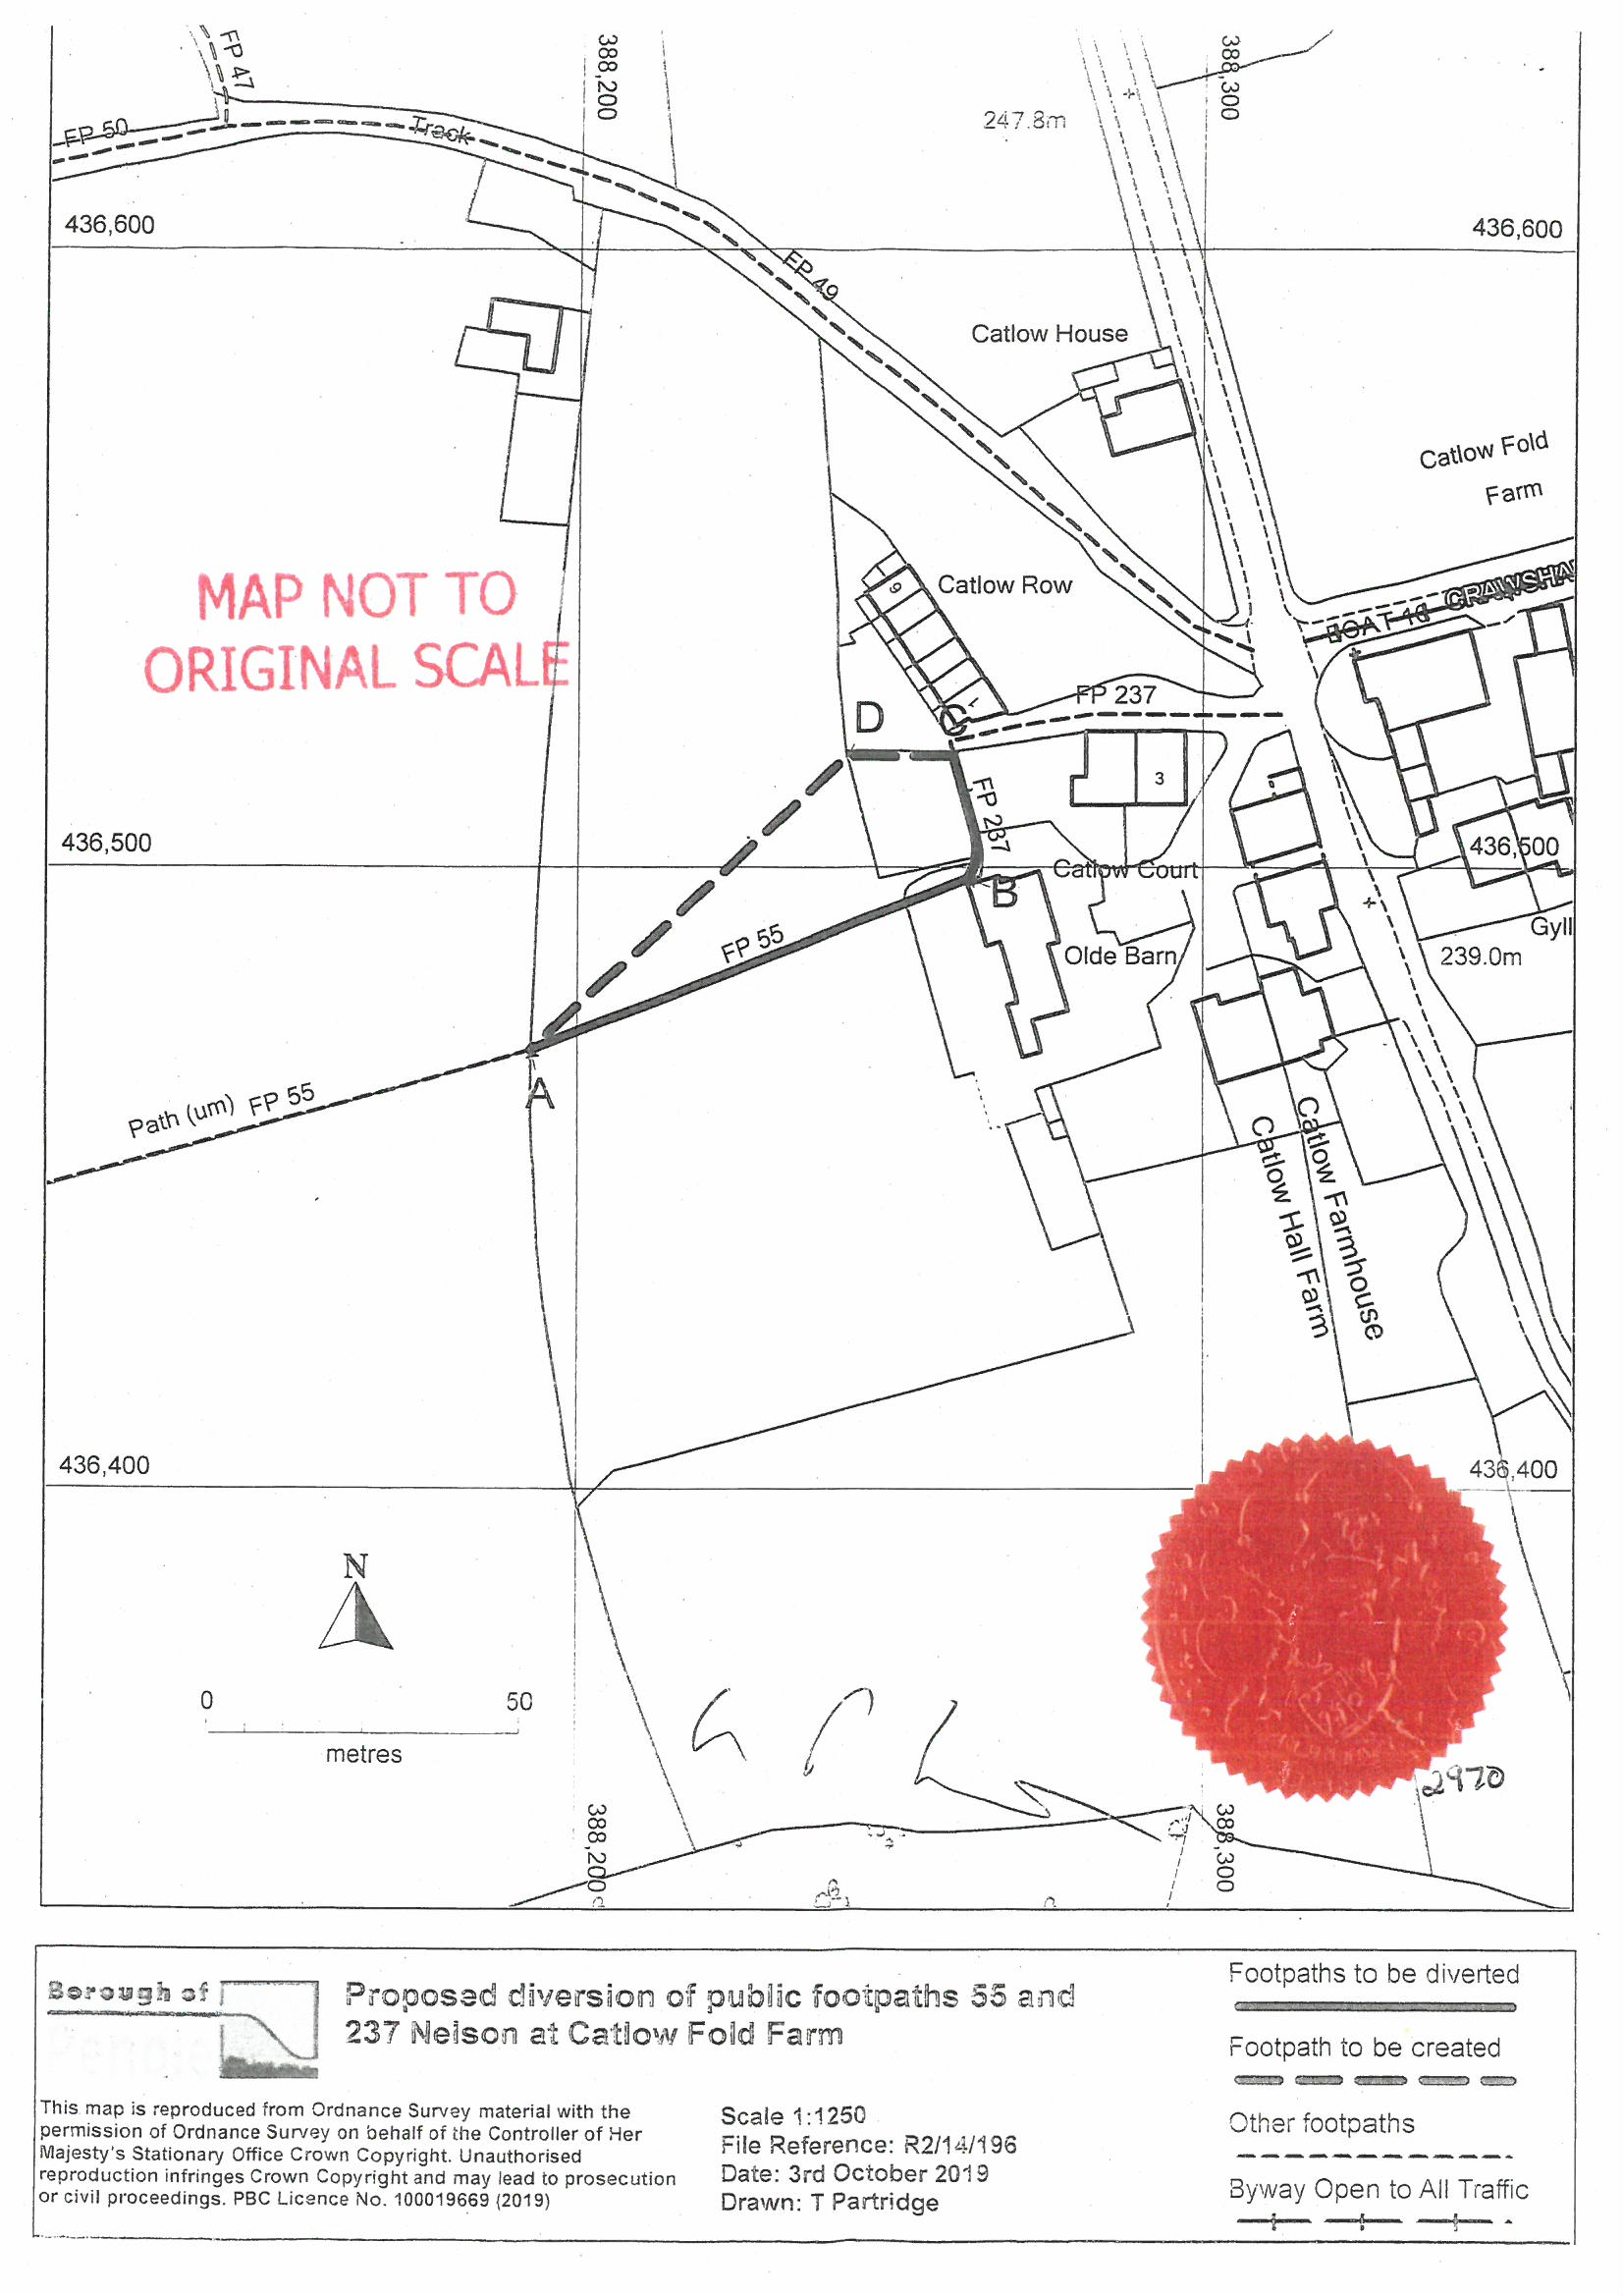 FP 47
388,200
388,300
247.8m
FP 50
Track
436,600
436,600
FP 49
Catlow House
Catlow Fold
Farm
MAP NOT TO
ORIGINAL SCALE
9
Catlow Row
1
BOAT 10
FP 237
D
C
3
FP 237
436,500
436,500
Catlow Court
B
FP 55
Olde Barn
239.0m
A
Path (um) FP 55
Catlow Farmhouse
Catlow Hall Farm
436,400
436,400
N
0
50
metres
2970
388,200
388,300
Borough of
Pendle
Proposed diversion of public footpaths 55 and
237 Nelson at Catlow Fold Farm
This map is reproduced from Ordnance Survey material with the
permission of Ordnance Survey on behalf of the Controller of Her
Majesty's Stationary Office Crown Copyright. Unauthorised
reproduction infringes Crown Copyright and may lead to prosecution
or civil proceedings. PBC Licence No. 100019669 (2019)
Scale 1:1250
File Reference: R2/14/196
Date: 3rd October 2019
Drawn: T Partridge
Footpaths to be diverted
Footpath to be created
Other footpaths
Byway Open to All Traffic